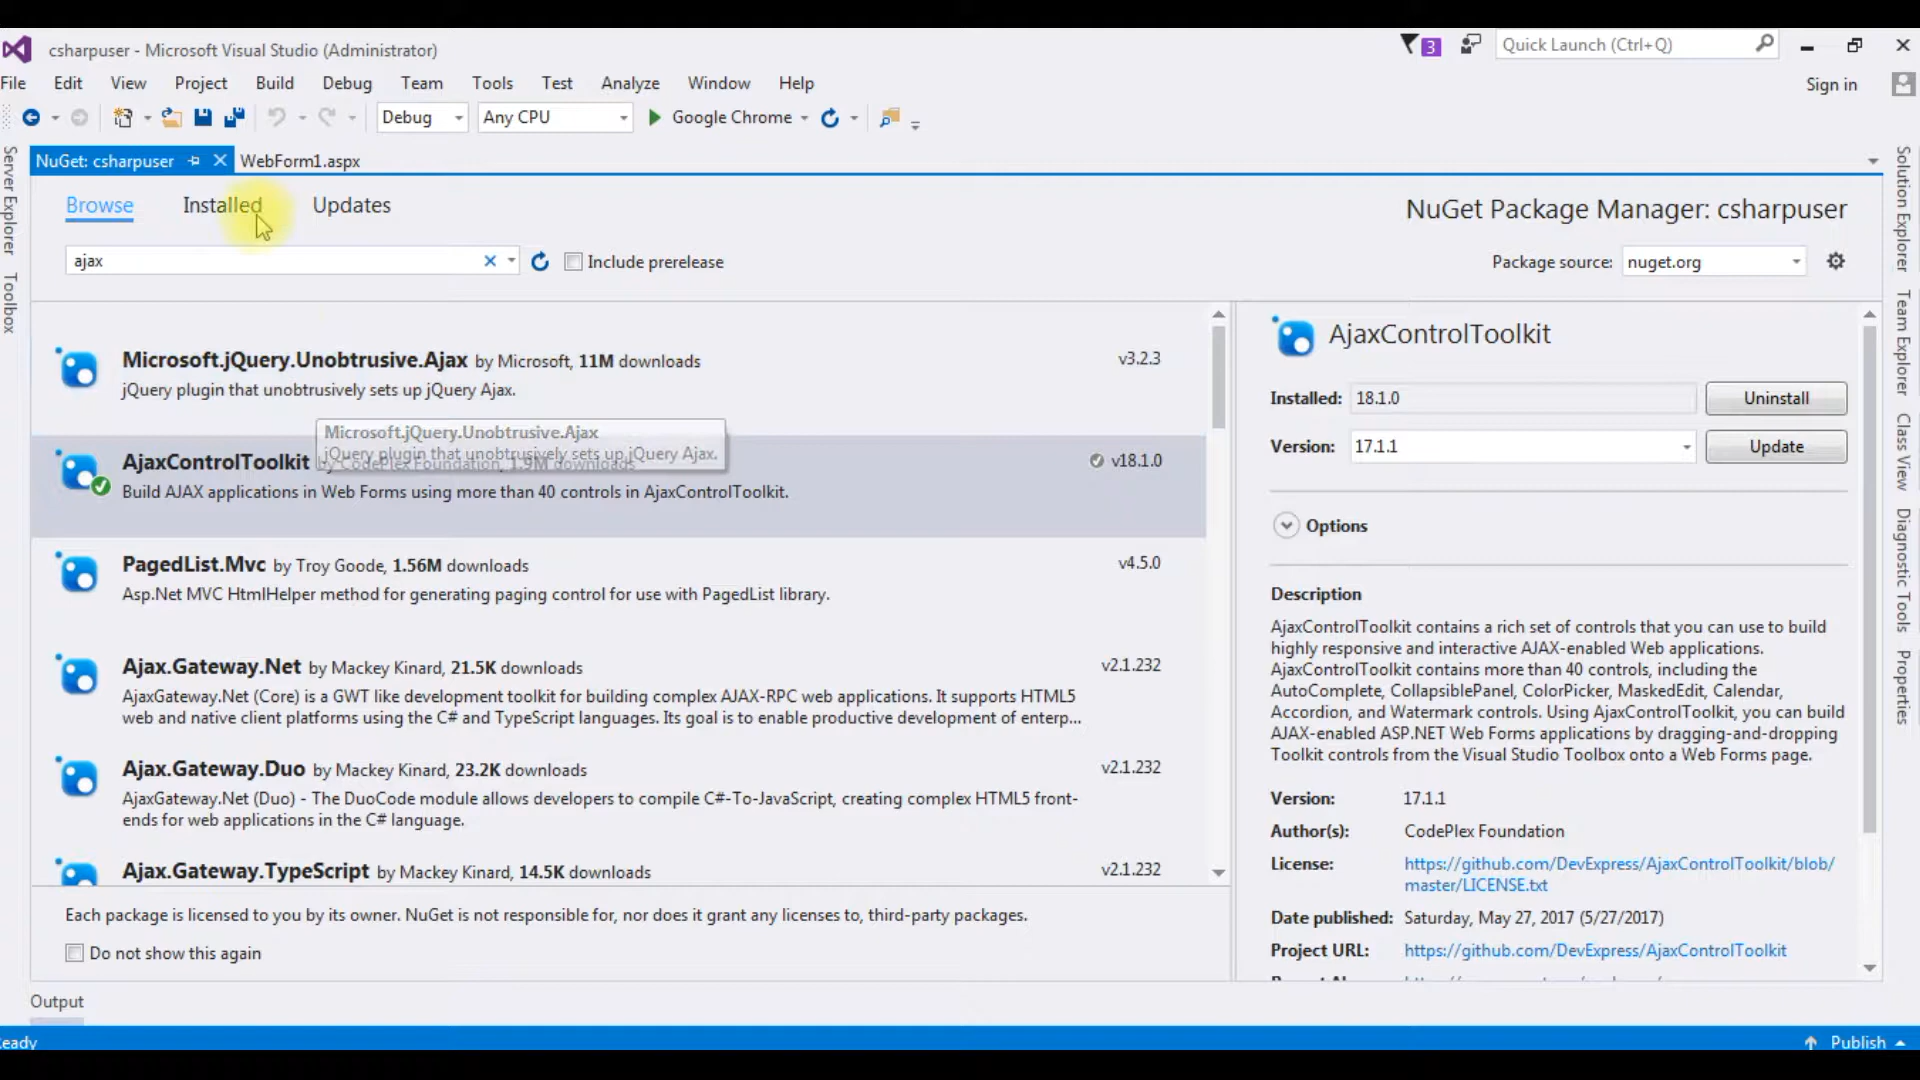 csharpuser - Microsoft Visual Studio (Administrator)
3
Quick Launch (Ctrl+Q)
File Edit View Project Build Debug Team Tools Test Analyze Window Help
Sign in
Debug Any CPU Google Chrome
NuGet: csharpuser WebForm1.aspx
Server Explorer
Toolbox
Browse Installed Updates
NuGet Package Manager: csharpuser
ajax
Include prerelease
Package source: nuget.org
Microsoft.jQuery.Unobtrusive.Ajax by Microsoft, 11M downloads
v3.2.3
jQuery plugin that unobtrusively sets up jQuery Ajax.
Microsoft.jQuery.Unobtrusive.Ajax
jQuery plugin that unobtrusively sets up jQuery Ajax.
AjaxControlToolkit by CodePlex Foundation, 1.9M downloads
v18.1.0
Build AJAX applications in Web Forms using more than 40 controls in AjaxControlToolkit.
PagedList.Mvc by Troy Goode, 1.56M downloads
v4.5.0
Asp.Net MVC HtmlHelper method for generating paging control for use with PagedList library.
Ajax.Gateway.Net by Mackey Kinard, 21.5K downloads
v2.1.232
AjaxGateway.Net (Core) is a GWT like development toolkit for building complex AJAX-RPC web applications. It supports HTML5
web and native client platforms using the C# and TypeScript languages. Its goal is to enable productive development of enterp...
Ajax.Gateway.Duo by Mackey Kinard, 23.2K downloads
v2.1.232
AjaxGateway.Net (Duo) - The DuoCode module allows developers to compile C#-To-JavaScript, creating complex HTML5 front-
ends for web applications in the C# language.
Ajax.Gateway.TypeScript by Mackey Kinard, 14.5K downloads
v2.1.232
Each package is licensed to you by its owner. NuGet is not responsible for, nor does it grant any licenses to, third-party packages.
Do not show this again
AjaxControlToolkit
Installed: 18.1.0 Uninstall
Version: 17.1.1 Update
Options
Description
AjaxControlToolkit contains a rich set of controls that you can use to build
highly responsive and interactive AJAX-enabled Web applications.
AjaxControlToolkit contains more than 40 controls, including the
AutoComplete, CollapsiblePanel, ColorPicker, MaskedEdit, Calendar,
Accordion, and Watermark controls. Using AjaxControlToolkit, you can build
AJAX-enabled ASP.NET Web Forms applications by dragging-and-dropping
Toolkit controls from the Visual Studio Toolbox onto a Web Forms page.
Version: 17.1.1
Author(s): CodePlex Foundation
License: https://github.com/DevExpress/AjaxControlToolkit/blob/
master/LICENSE.txt
Date published: Saturday, May 27, 2017 (5/27/2017)
Project URL: https://github.com/DevExpress/AjaxControlToolkit
Solution Explorer
Team Explorer
Class View
Diagnostic Tools
Properties
Output
eady
Publish